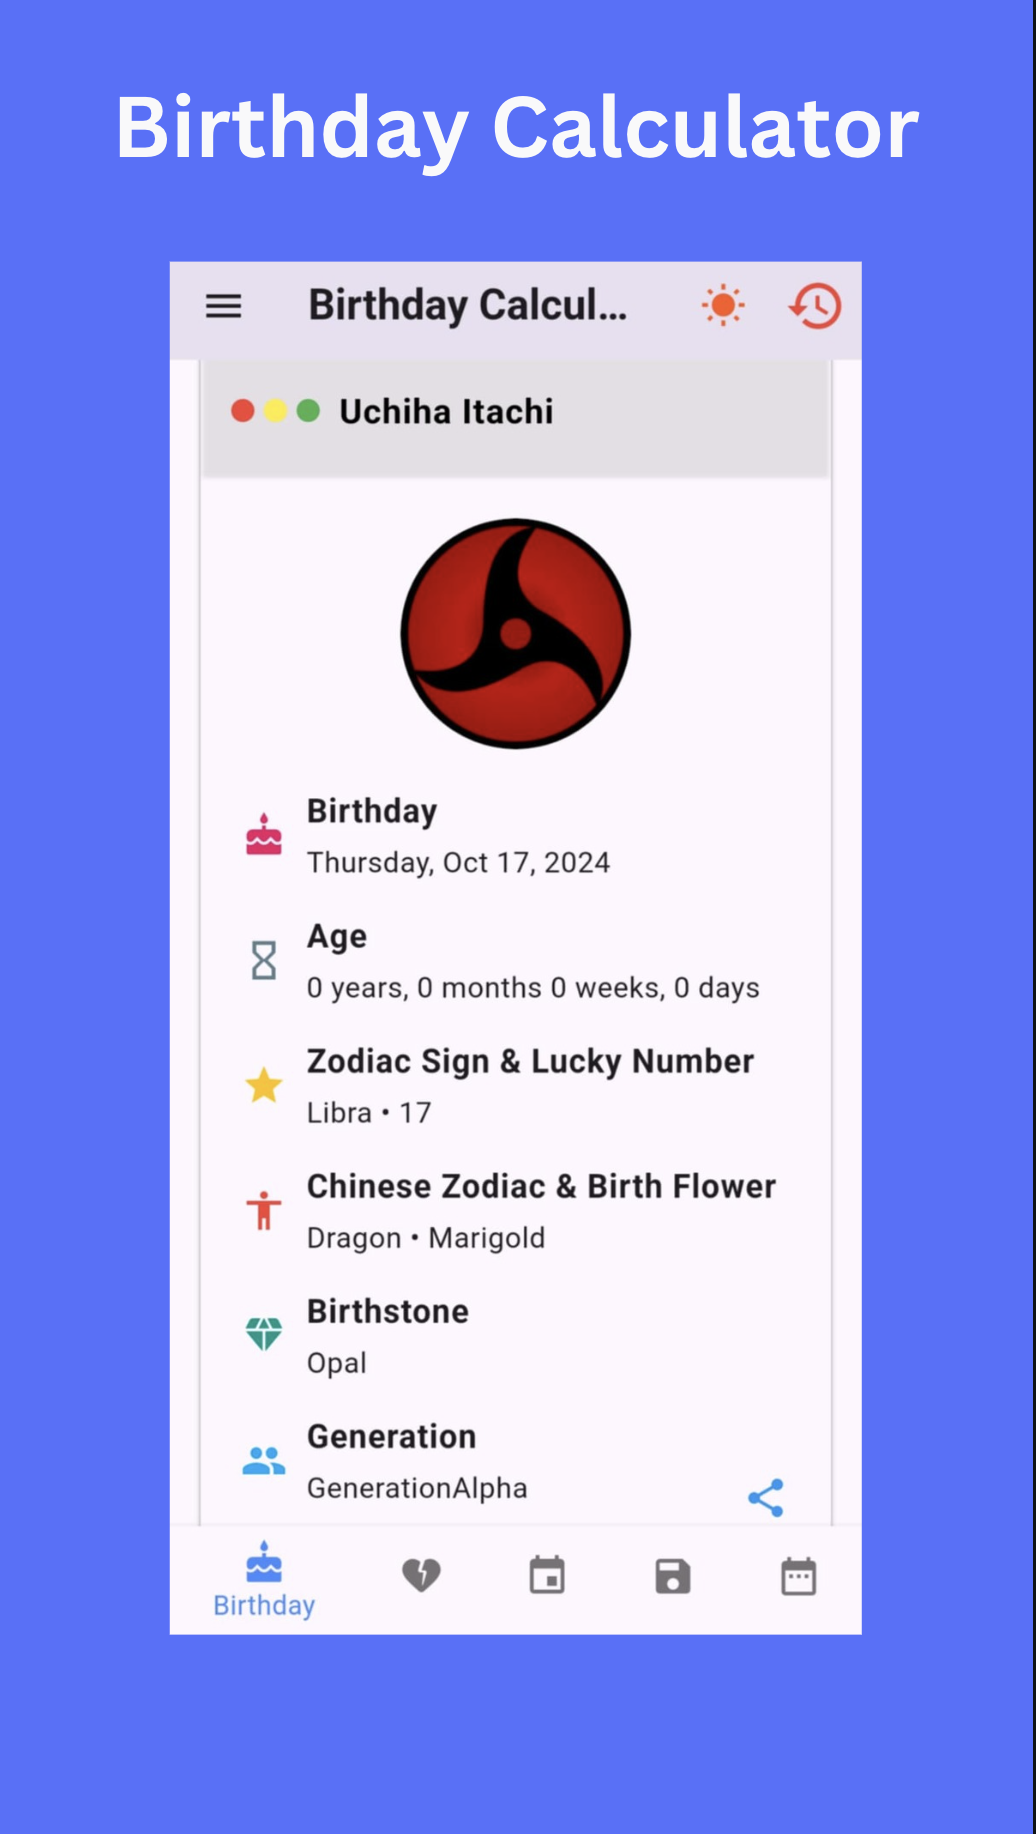 Birthday Calculator
Birthday Calcul...
Uchiha Itachi
Birthday
Thursday, Oct 17, 2024
Age
0 years, 0 months 0 weeks, 0 days
Zodiac Sign & Lucky Number
Libra • 17
Chinese Zodiac & Birth Flower
Dragon • Marigold
Birthstone
Opal
Generation
GenerationAlpha
Birthday